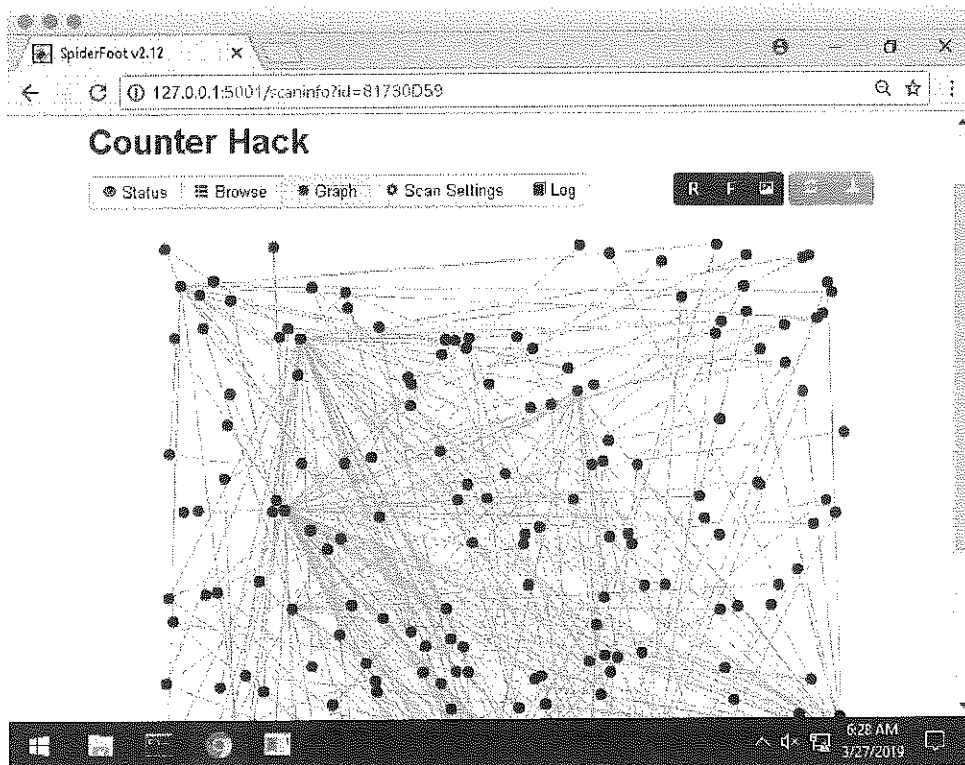 SpiderFoot v2.12
127.0.0.1:5001/scaninfo?id=81730D59
Counter Hack
Status Browse Graph Scan Settings Log
R F
6:28 AM
3/27/2019